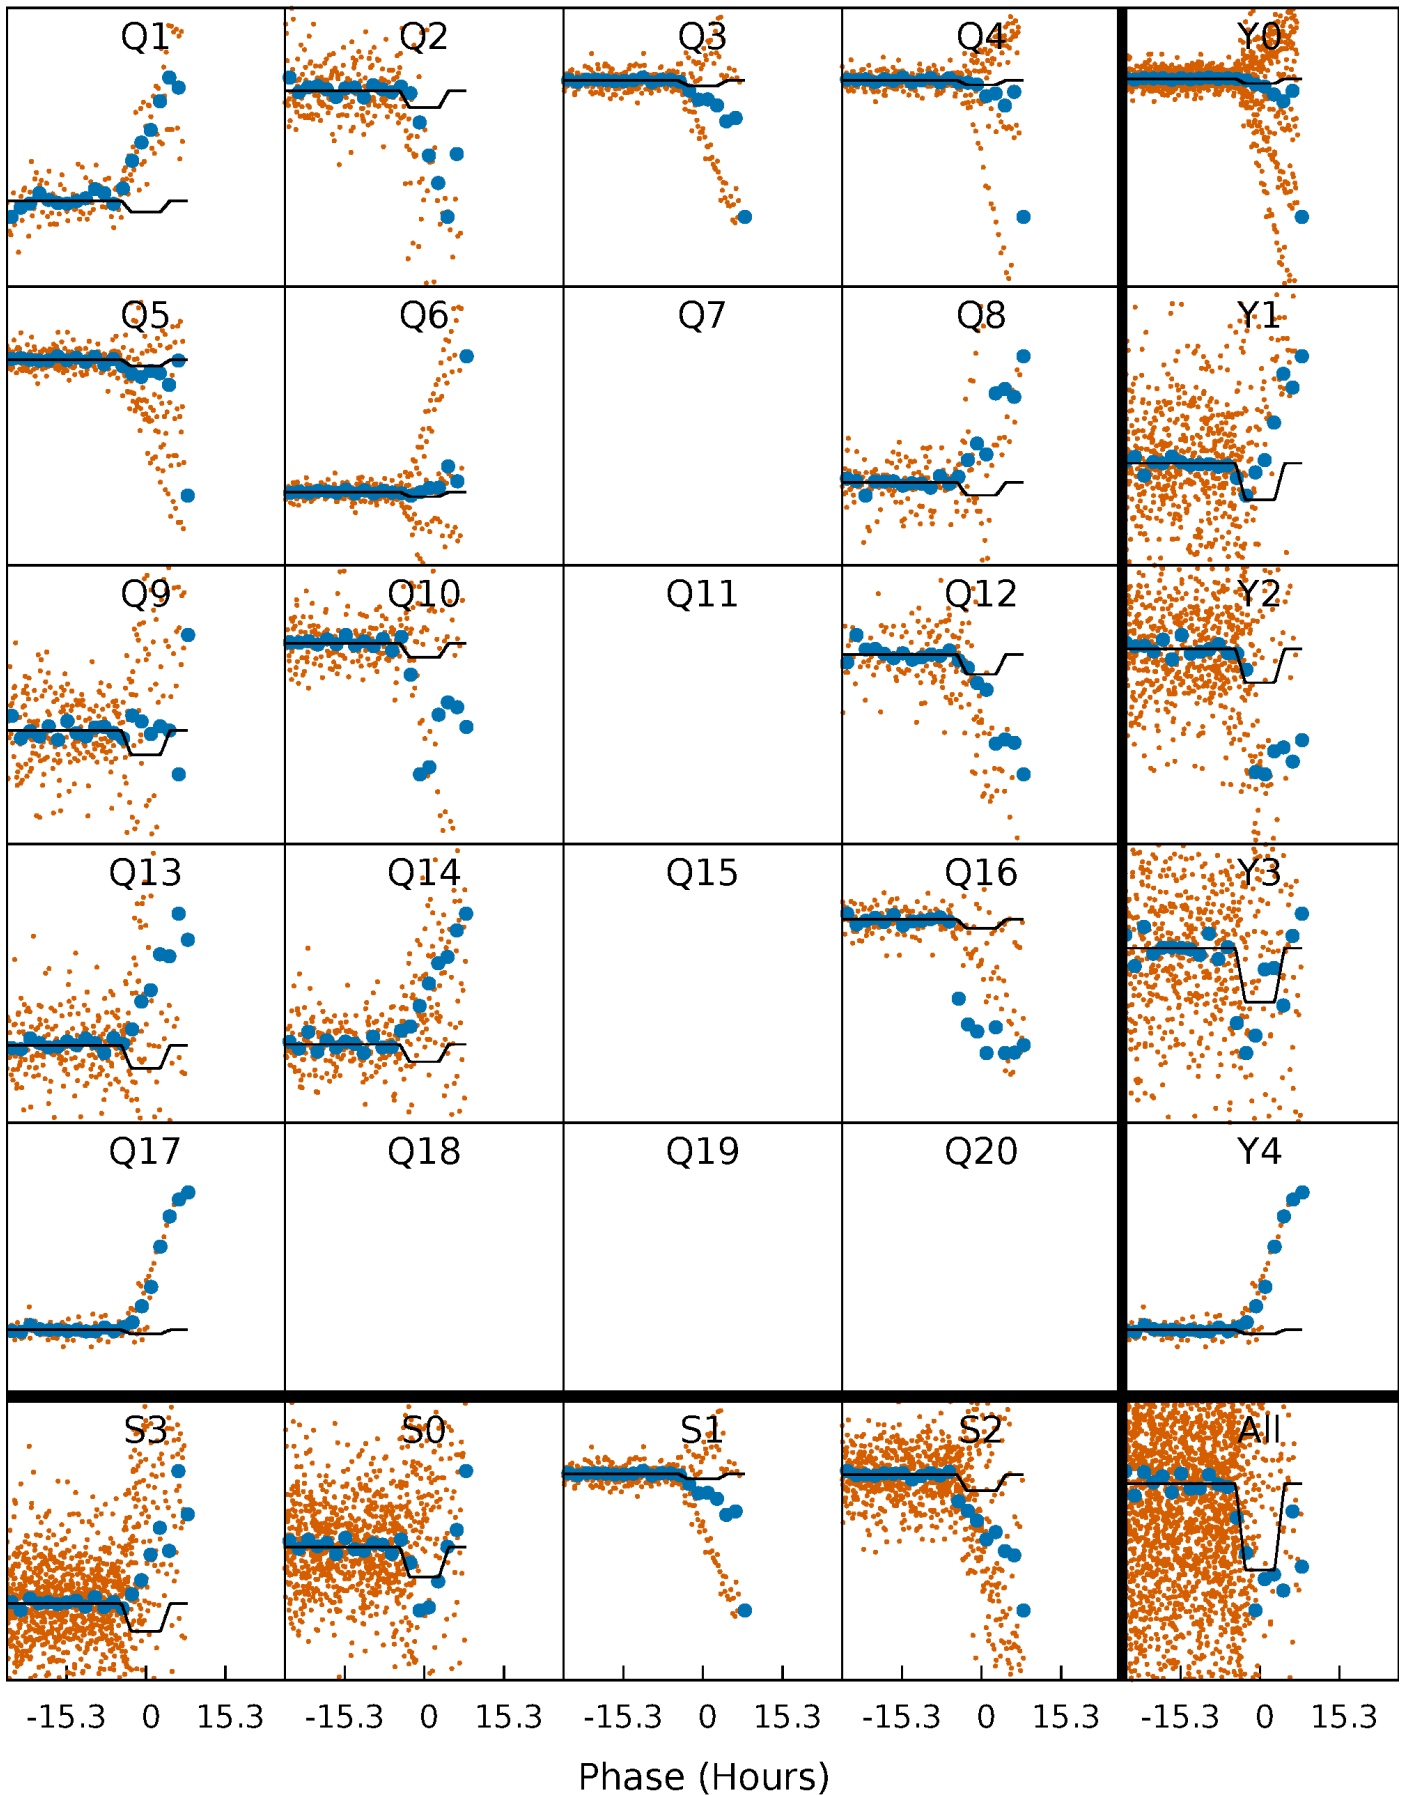 Q1 Q2 Q3 Q4 Y0
Q5 Q6 Q7 Q8 Y1
Q9 Q10 Q11 Q12 Y2
Q13 Q14 Q15 Q16 Y3
Q17 Q18 Q19 Q20 Y4
S3 S0 S1 S2 All
-15.3 0 15.3 -15.3 0 15.3 -15.3 0 15.3 -15.3 0 15.3 -15.3 0 15.3
Phase (Hours)